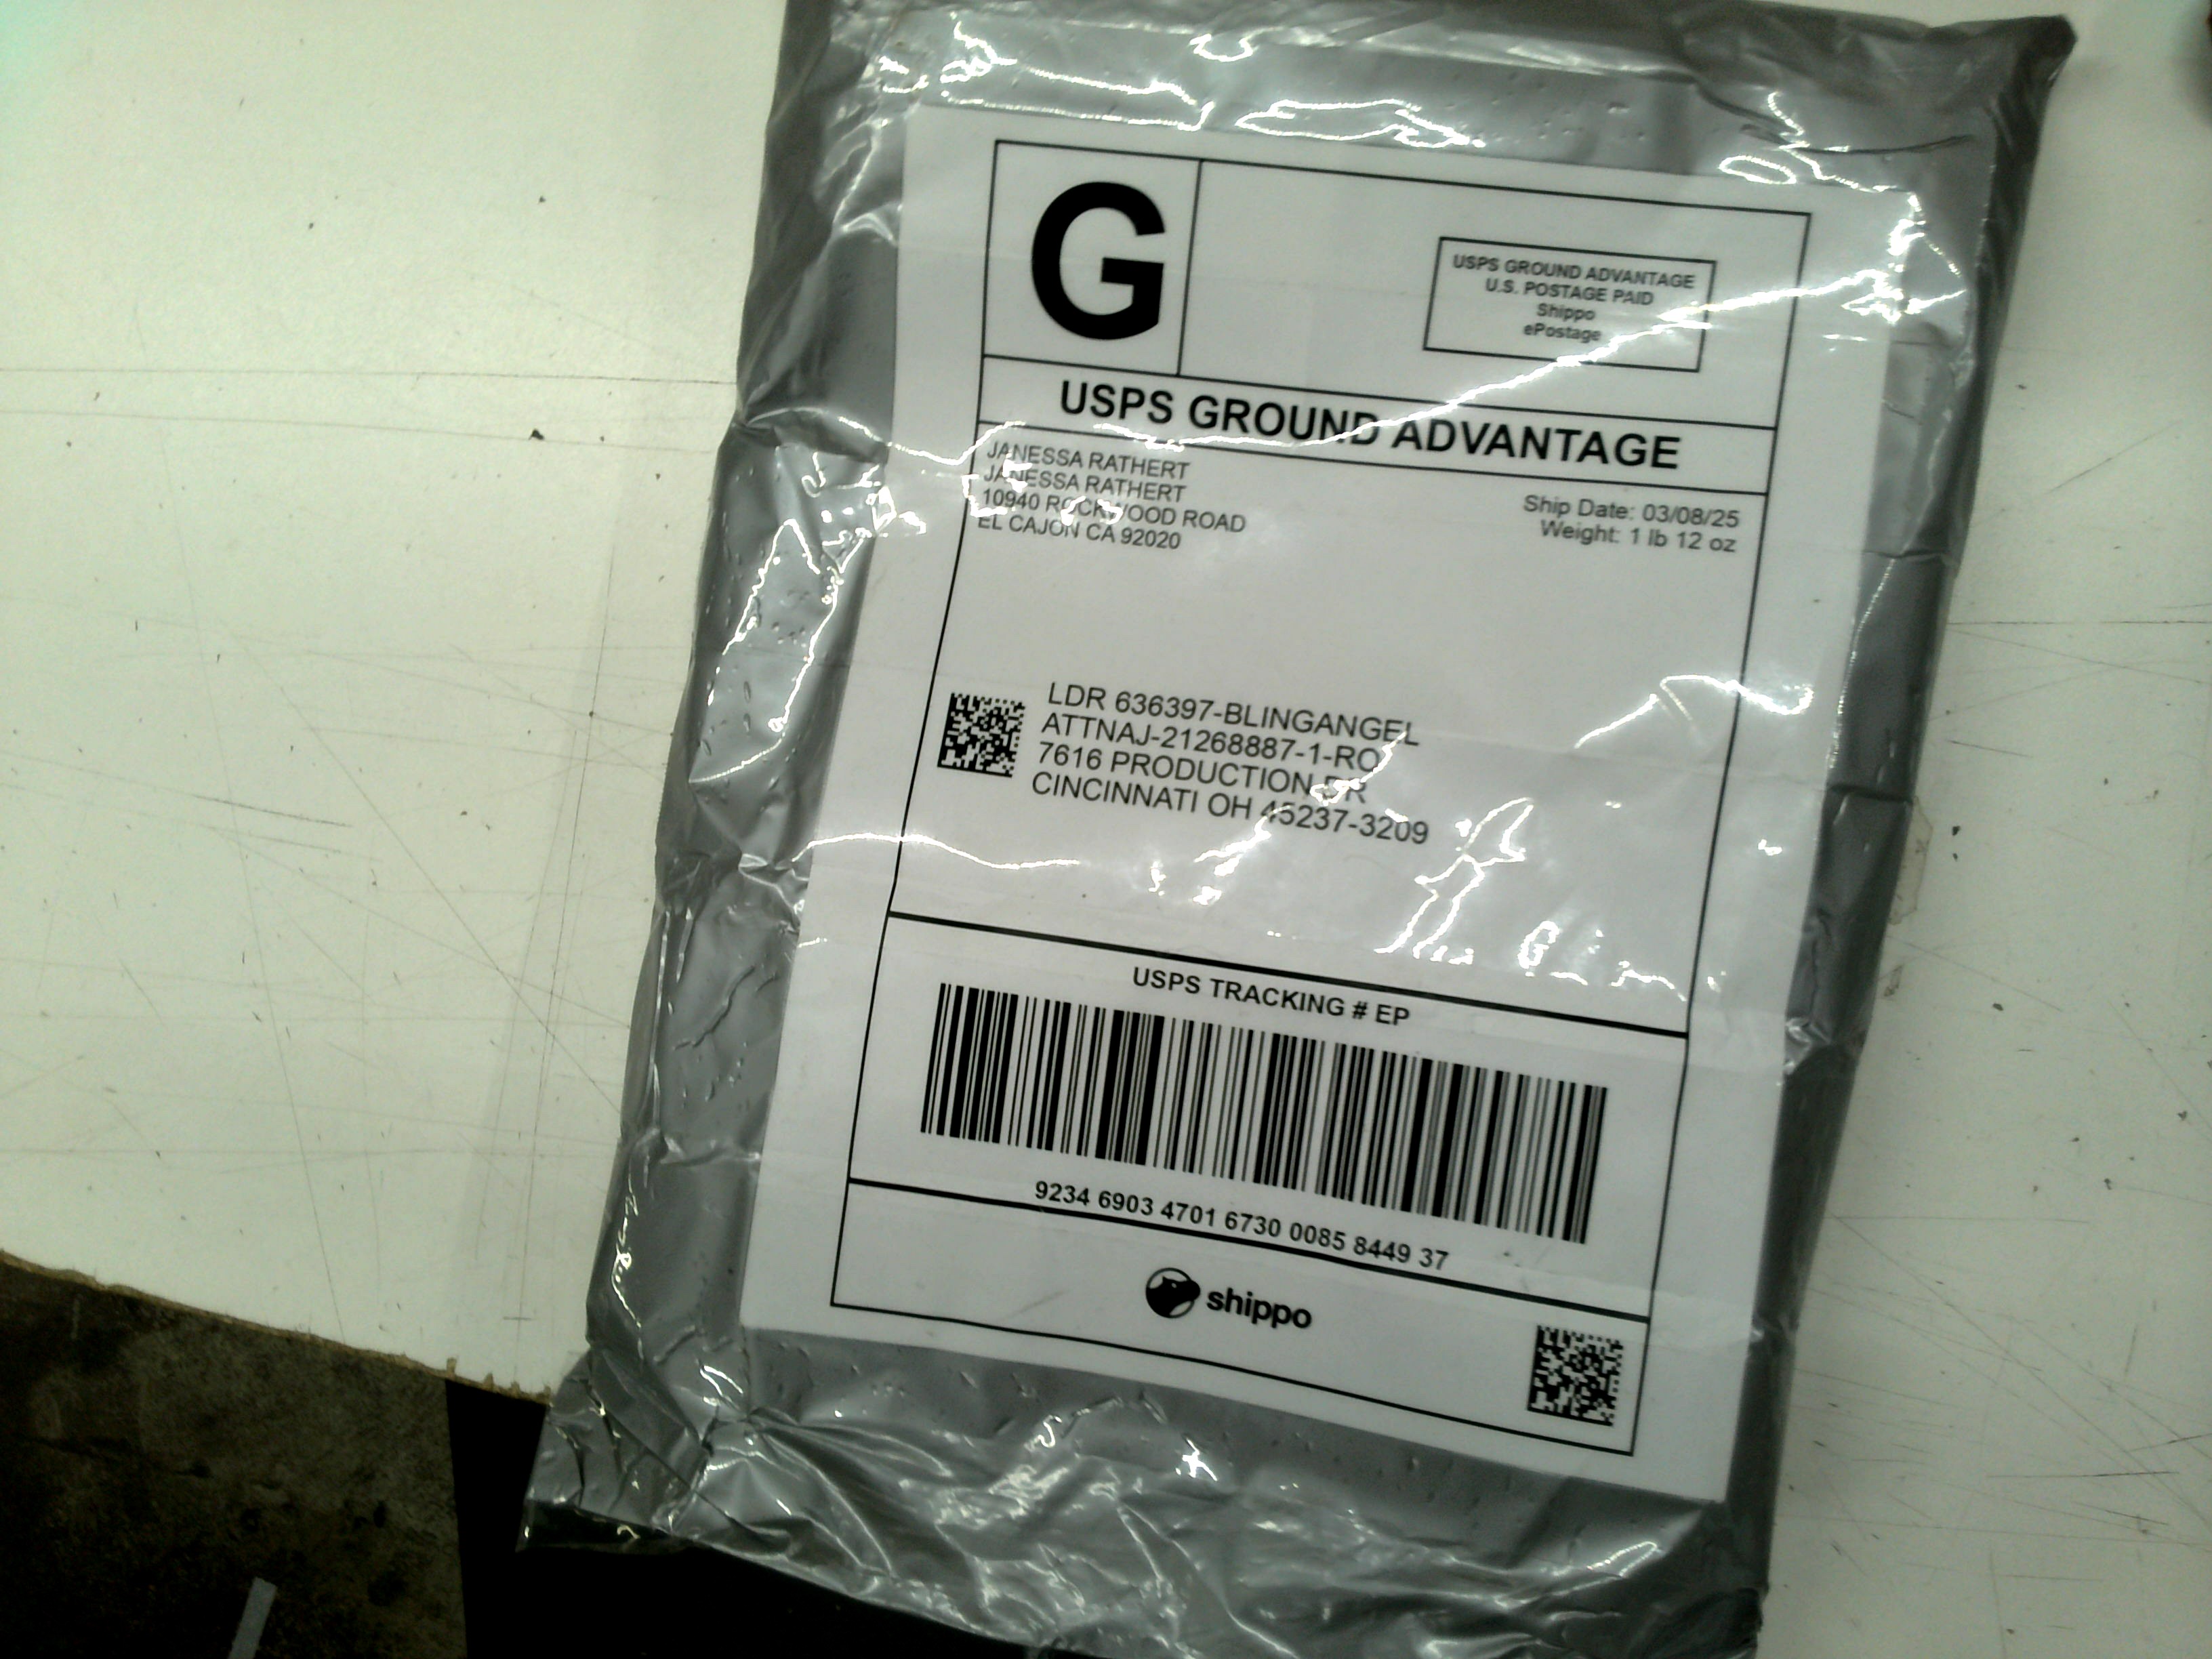 G
USPS GROUND ADVANTAGE
U.S. POSTAGE PAID
Shippo
ePostage
USPS GROUND ADVANTAGE
JANESSA RATHERT
JANESSA RATHERT
10940 ROCKWOOD ROAD
EL CAJON CA 92020
Ship Date: 03/08/25
Weight: 1 lb 12 oz
LDR 636397-BLINGANGEL
ATTNAJ-21268887-1-RO
7616 PRODUCTION DR
CINCINNATI OH 45237-3209
USPS TRACKING # EP
9234 6903 4701 6730 0085 8449 37
shippo